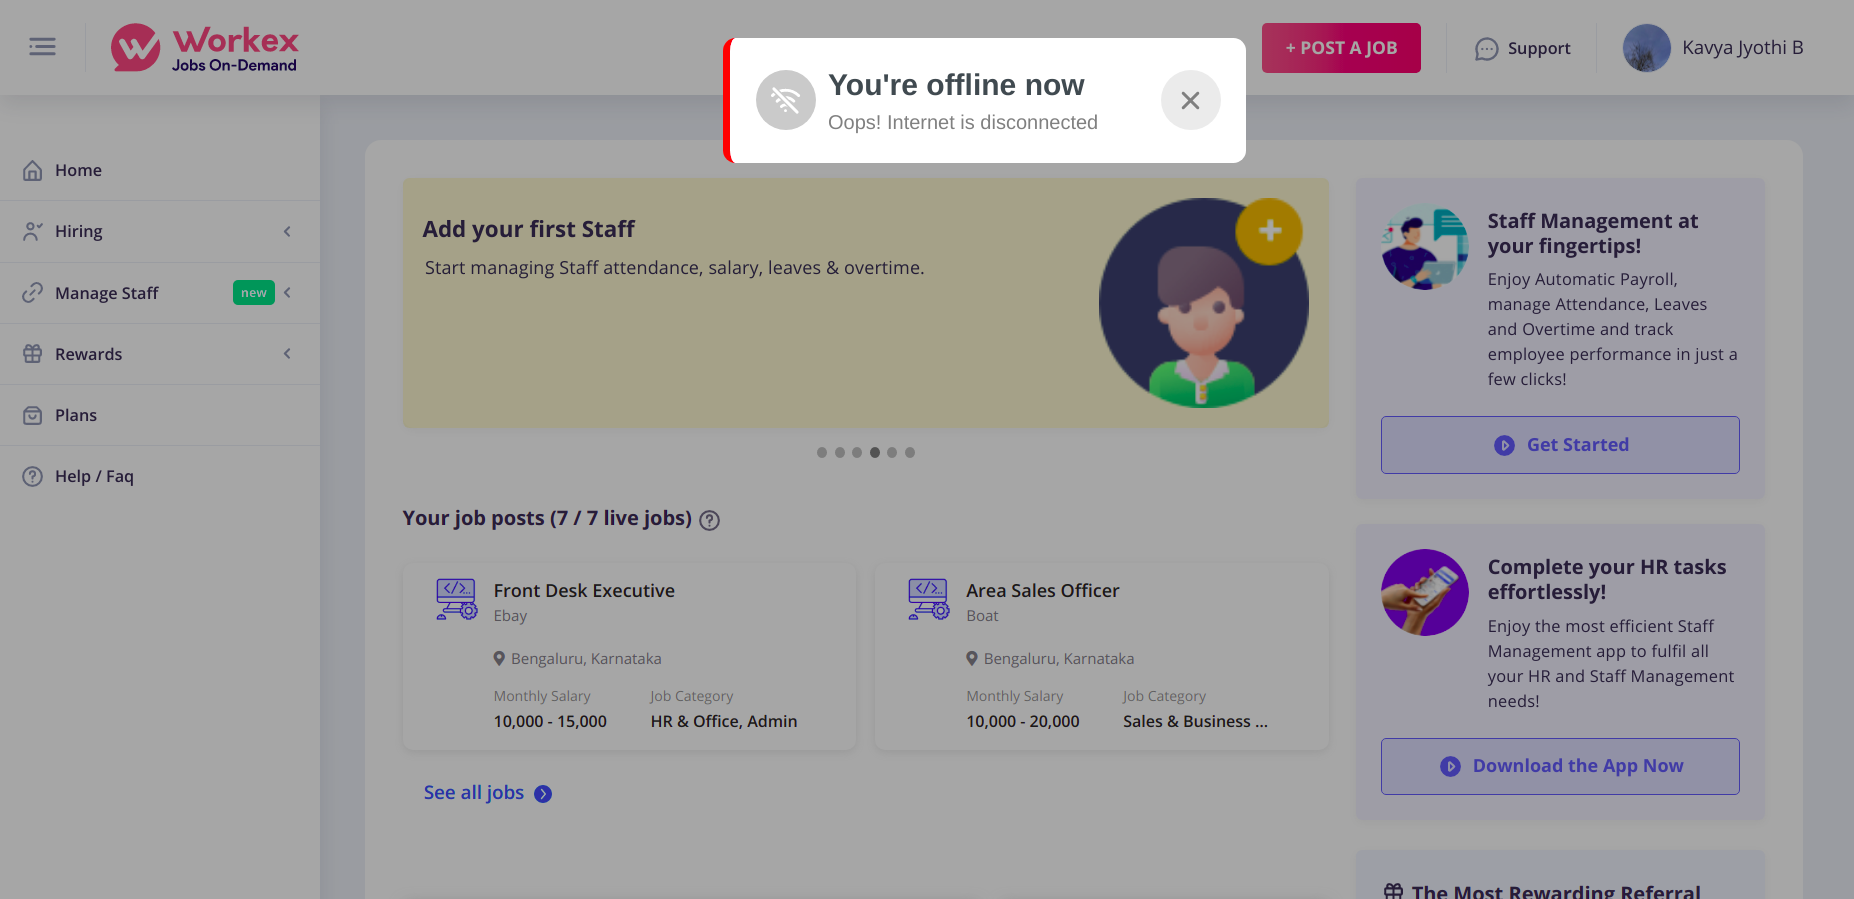 Workex
Jobs On-Demand
+ POST A JOB
Support
Kavya Jyothi B
You're offline now
Oops! Internet is disconnected
Home
Hiring
Manage Staff
new
Rewards
Plans
Help / Faq
Add your first Staff
Start managing Staff attendance, salary, leaves & overtime.
Your job posts (7 / 7 live jobs)
Front Desk Executive
Ebay
Bengaluru, Karnataka
Monthly Salary
Job Category
10,000 - 15,000
HR & Office, Admin
Area Sales Officer
Boat
Bengaluru, Karnataka
Monthly Salary
Job Category
10,000 - 20,000
Sales & Business ...
See all jobs
Staff Management at
your fingertips!
Enjoy Automatic Payroll,
manage Attendance, Leaves
and Overtime and track
employee performance in just a
few clicks!
Get Started
Complete your HR tasks
effortlessly!
Enjoy the most efficient Staff
Management app to fulfil all
your HR and Staff Management
needs!
Download the App Now
The Most Rewarding Referral